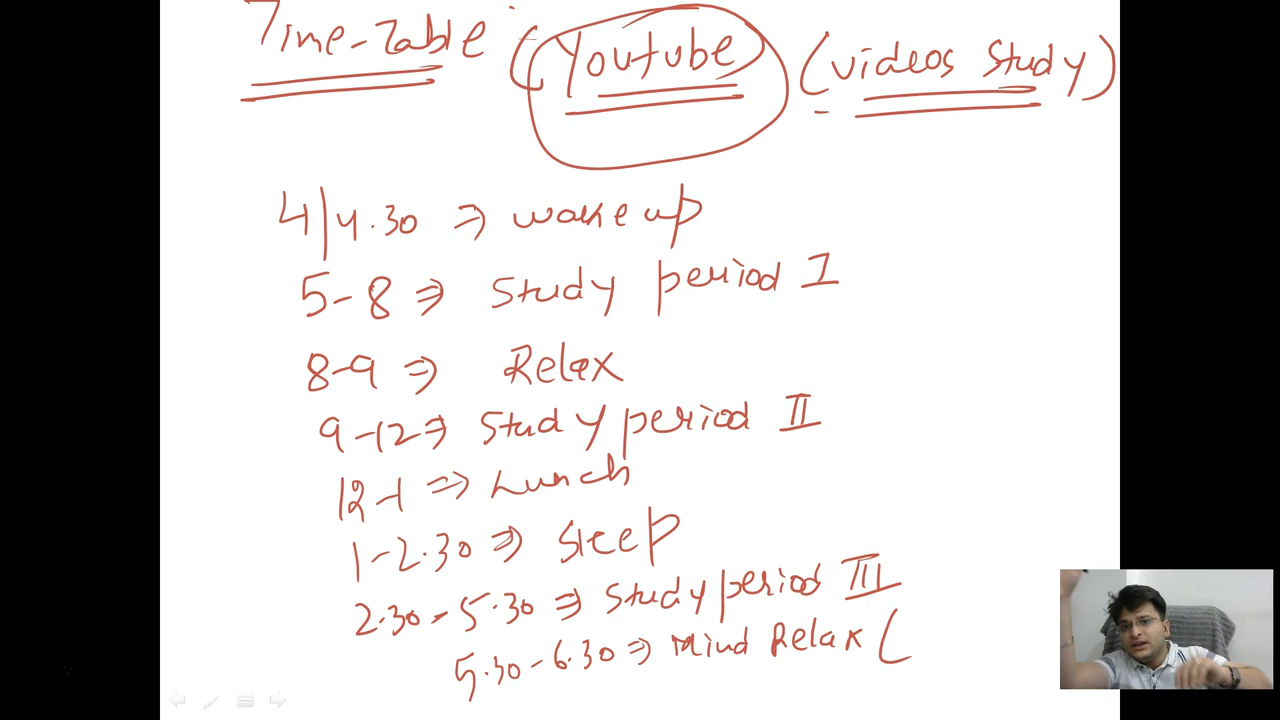 Time-Table ( Youtube (videos study)
4|4.30 ⇒ wake up
5-8 ⇒ Study period I
8-9 ⇒ Relax
9-12 ⇒ Study period II
12-1 ⇒ Lunch
1-2.30 ⇒ Sleep
2.30-5.30 ⇒ Study period III
5.30-6.30 ⇒ Mind Relax (